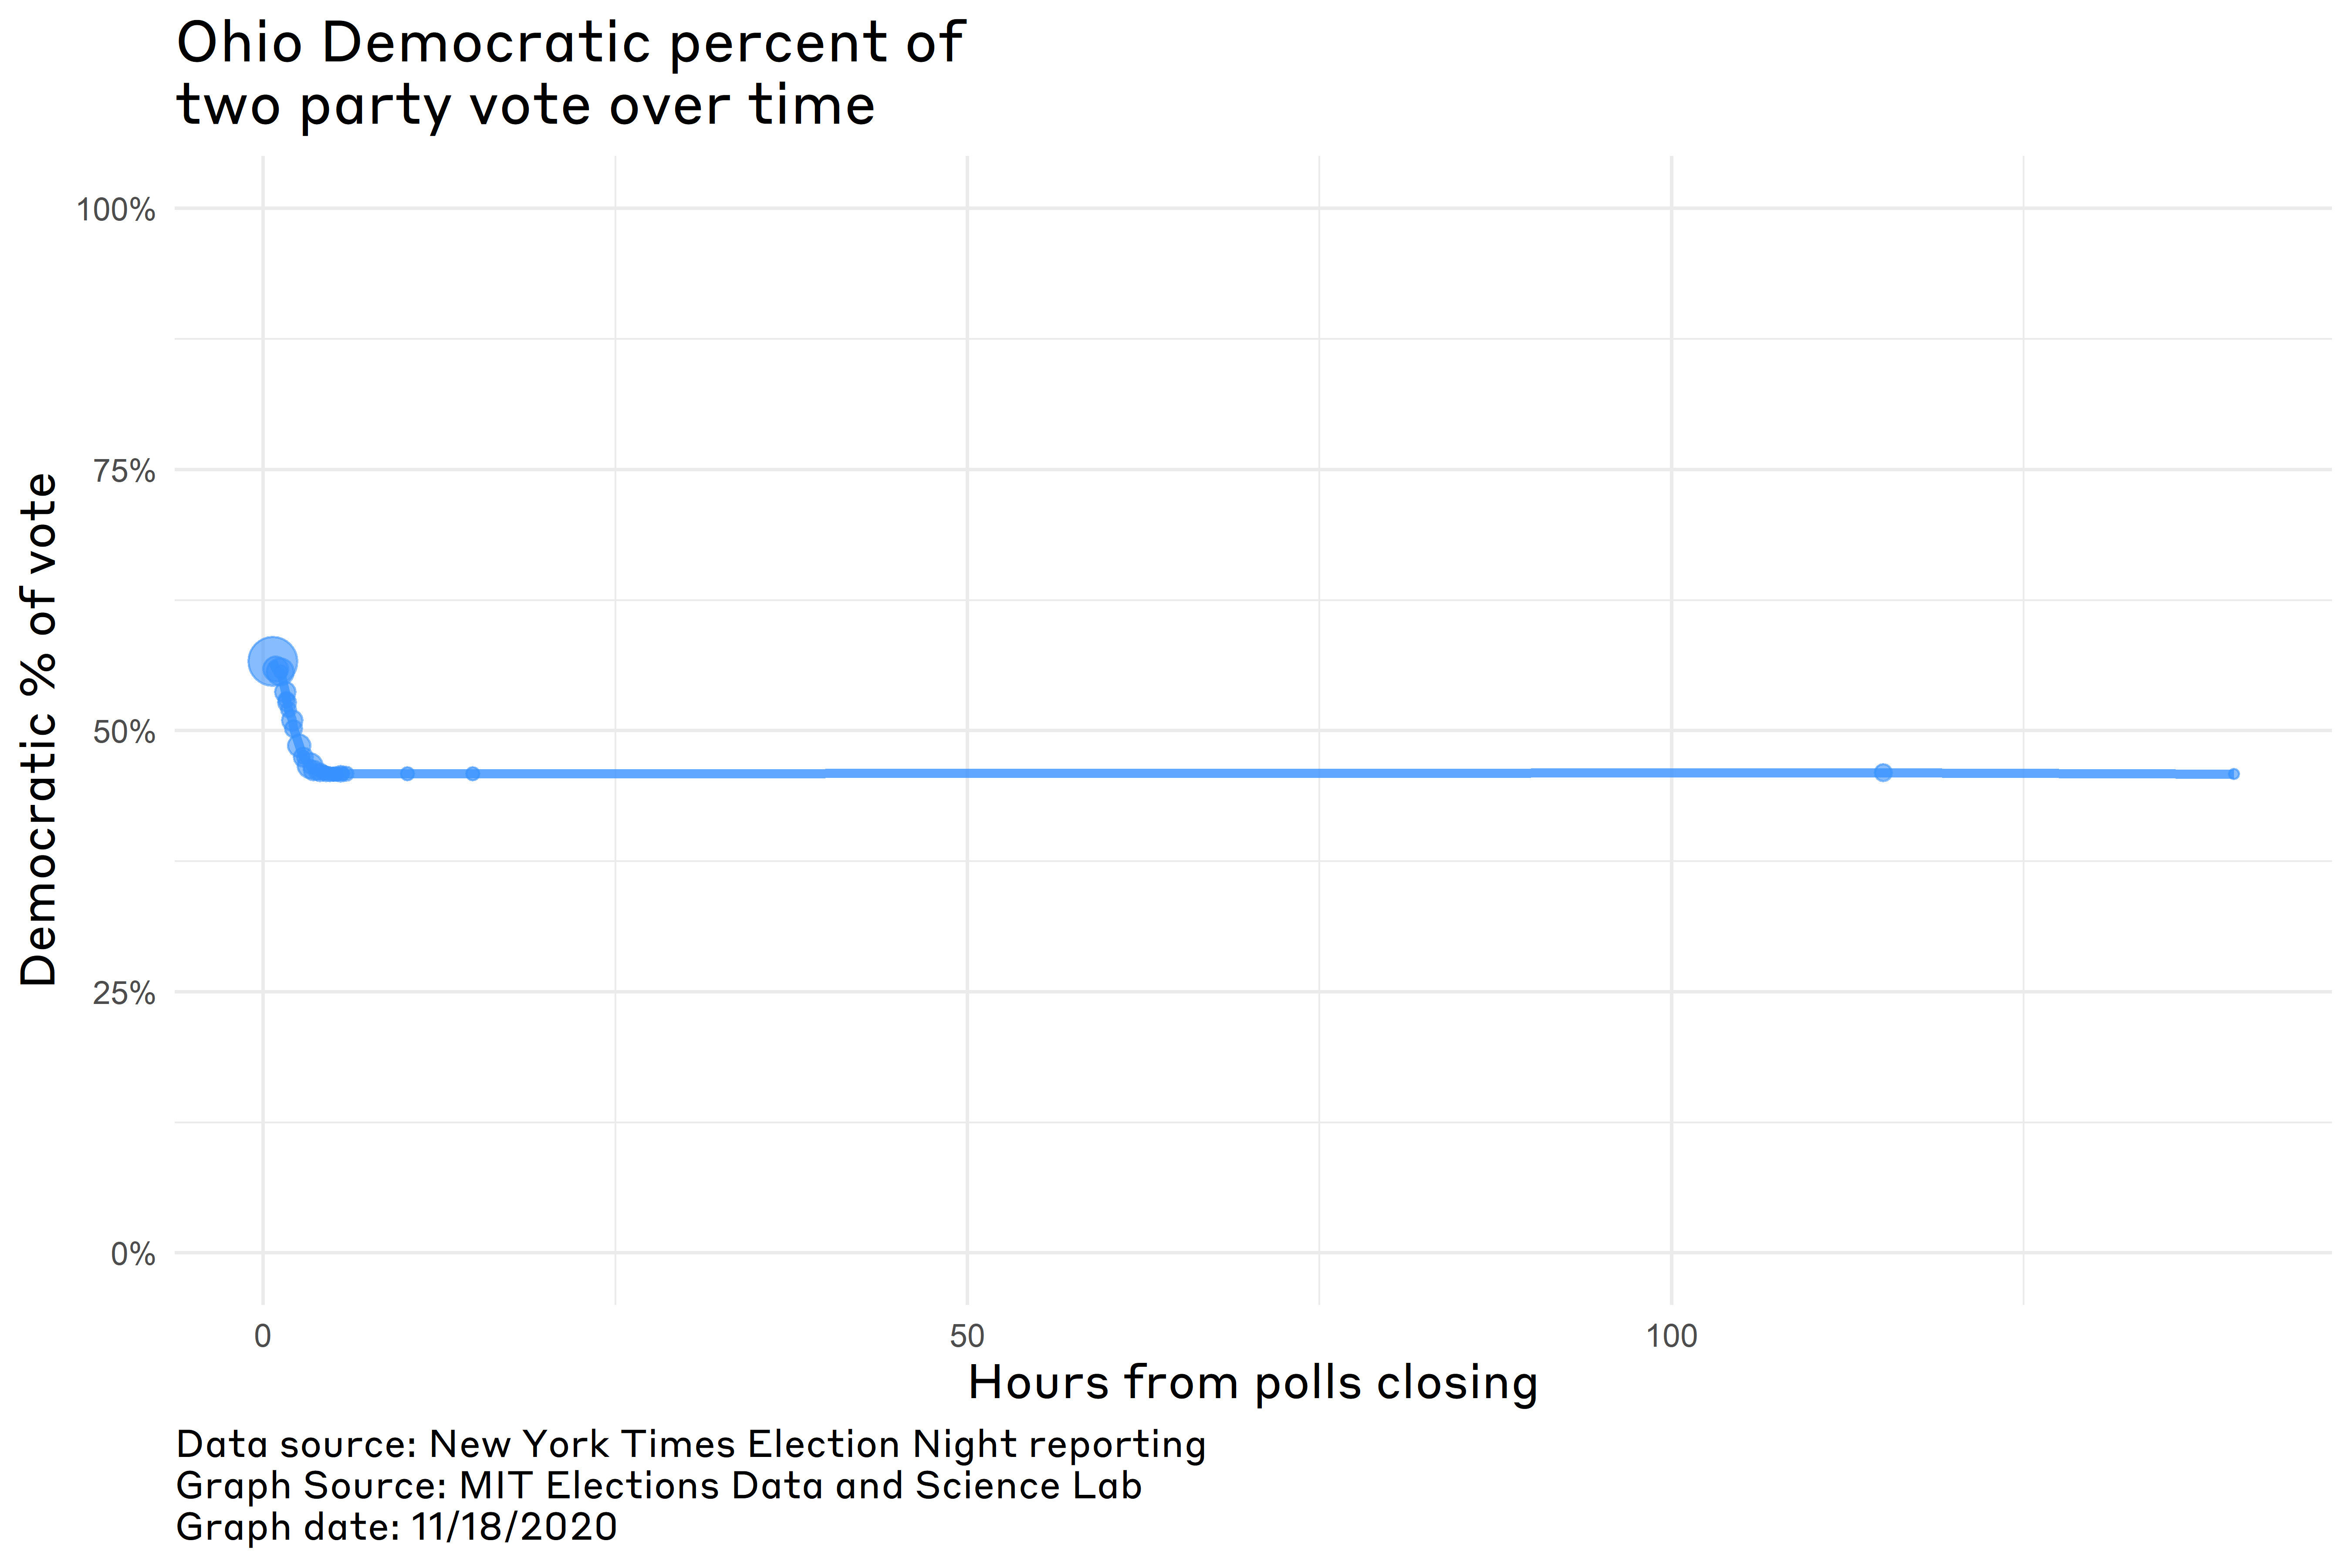 Ohio Democratic percent of
two party vote over time
Democratic % of vote
100%
75%
50%
25%
0%
0
50
100
Hours from polls closing
Data source: New York Times Election Night reporting
Graph Source: MIT Elections Data and Science Lab
Graph date: 11/18/2020